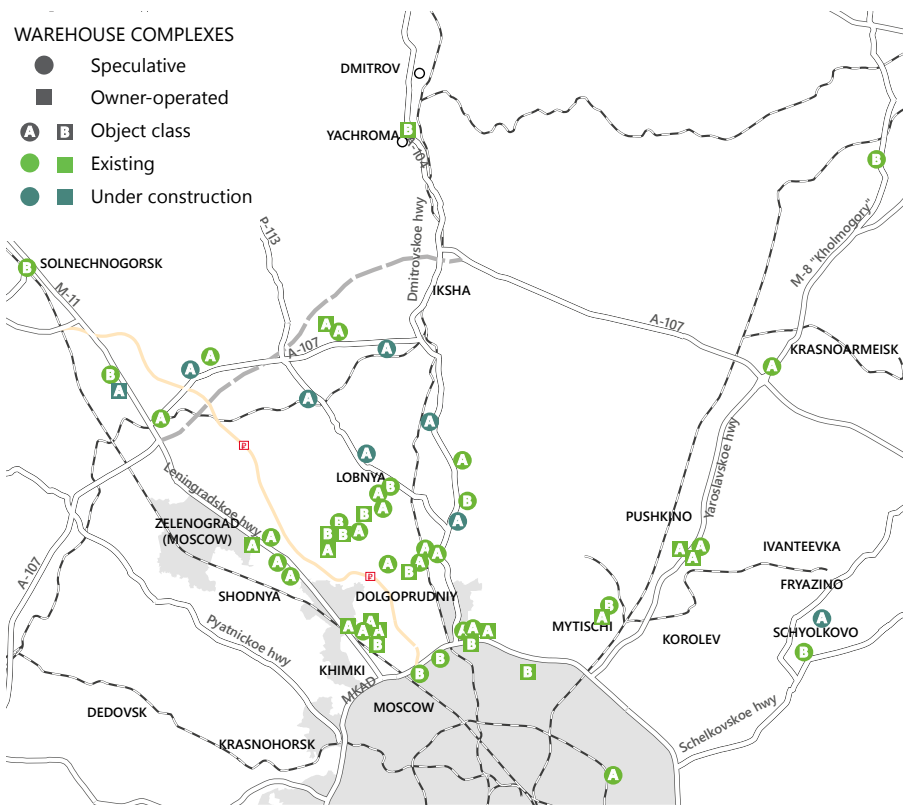 WAREHOUSE COMPLEXES
Speculative
Owner-operated
A B Object class
Existing
Under construction
DMITROV
YACHROMA
B
A-104
B
P-113
Dmitrovskoe hwy
M-8 "Kholmogory"
B
SOLNECHNOGORSK
M-11
IKSHA
A
A
A-107
A
A
A
A-107
KRASNOARMEISK
A
B
A
A
A
A
A
LOBNYA
A
Leningradskoe hwy
Yaroslavskoe hwy
B
A
B
A
B
B
B
A
A
A
ZELENOGRAD
(MOSCOW)
A
A
B
A
PUSHKINO
A
A
A
IVANTEEVKA
A-107
A
A
SHODNYA
A
A
A
A
B
DOLGOPRUDNIY
FRYAZINO
Pyatnickoe hwy
A
A
A
A
B
KHIMKI
A
A
A
B
B
A
MYTISCHI
KOROLEV
A
SCHYOLKOVO
B
MKAD
B
B
B
MOSCOW
DEDOVSK
KRASNOHORSK
Schelkovskoe hwy
A